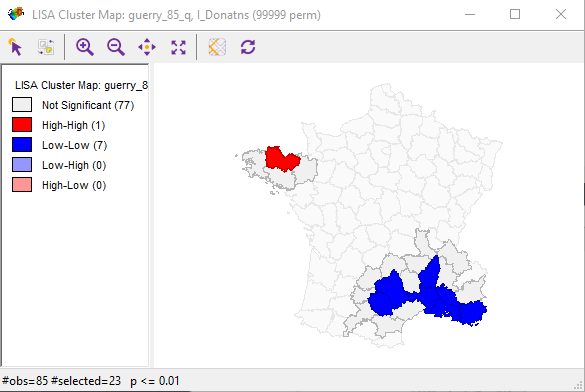 LISA Cluster Map: guerry_85_q, I_Donatns (99999 perm)
LISA Cluster Map: guerry_8
Not Significant (77)
High-High (1)
Low-Low (7)
Low-High (0)
High-Low (0)
#obs=85 #selected=23 p <= 0.01